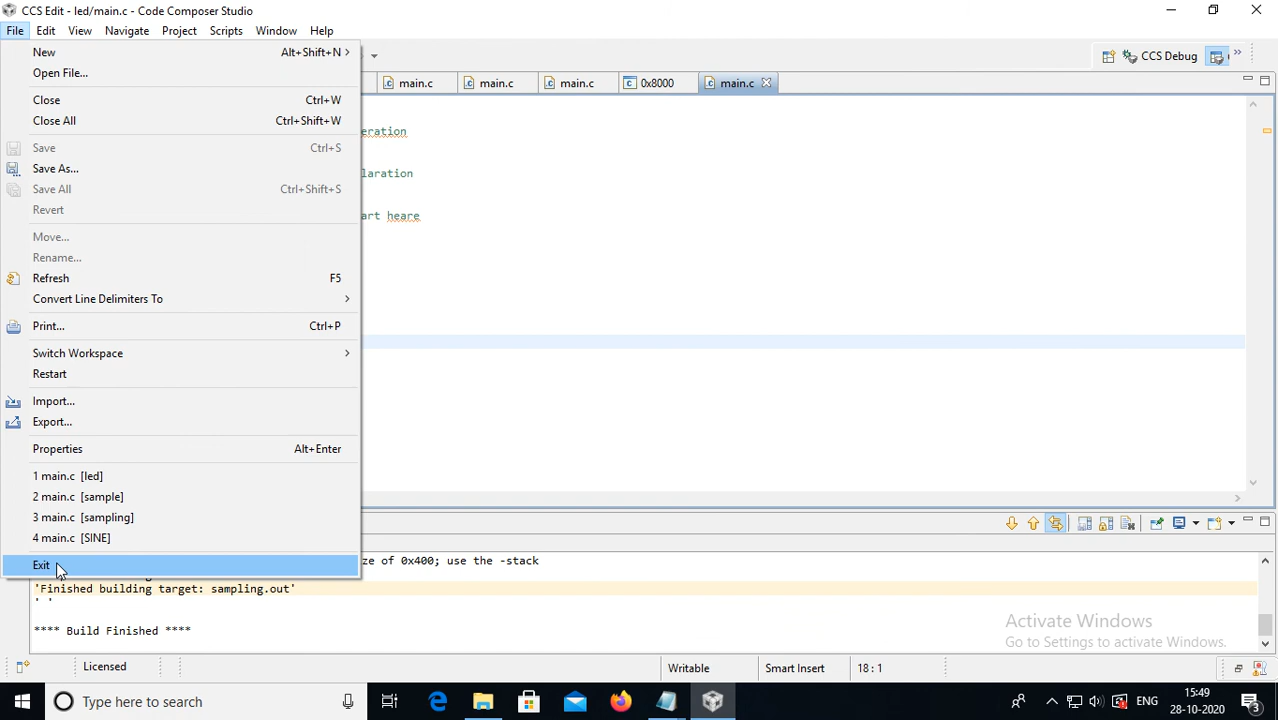 CCS Edit - led/main.c - Code Composer Studio
File Edit View Navigate Project Scripts Window Help
New Alt+Shift+N
Open File...
CCS Debug
Close Ctrl+W
Close All Ctrl+Shift+W
Save Ctrl+S
Save As...
Save All Ctrl+Shift+S
Revert
Move...
Rename...
Refresh F5
Convert Line Delimiters To
Print... Ctrl+P
Switch Workspace
Restart
Import...
Export...
Properties Alt+Enter
1 main.c [led]
2 main.c [sample]
3 main.c [sampling]
4 main.c [SINE]
Exit
main.c main.c main.c 0x8000 main.c
eration
laration
art heare
ze of 0x400; use the -stack
'Finished building target: sampling.out'
' '
**** Build Finished ****
Activate Windows
Go to Settings to activate Windows.
Licensed Writable Smart Insert 18 : 1
Type here to search
ENG
15:49
28-10-2020
3